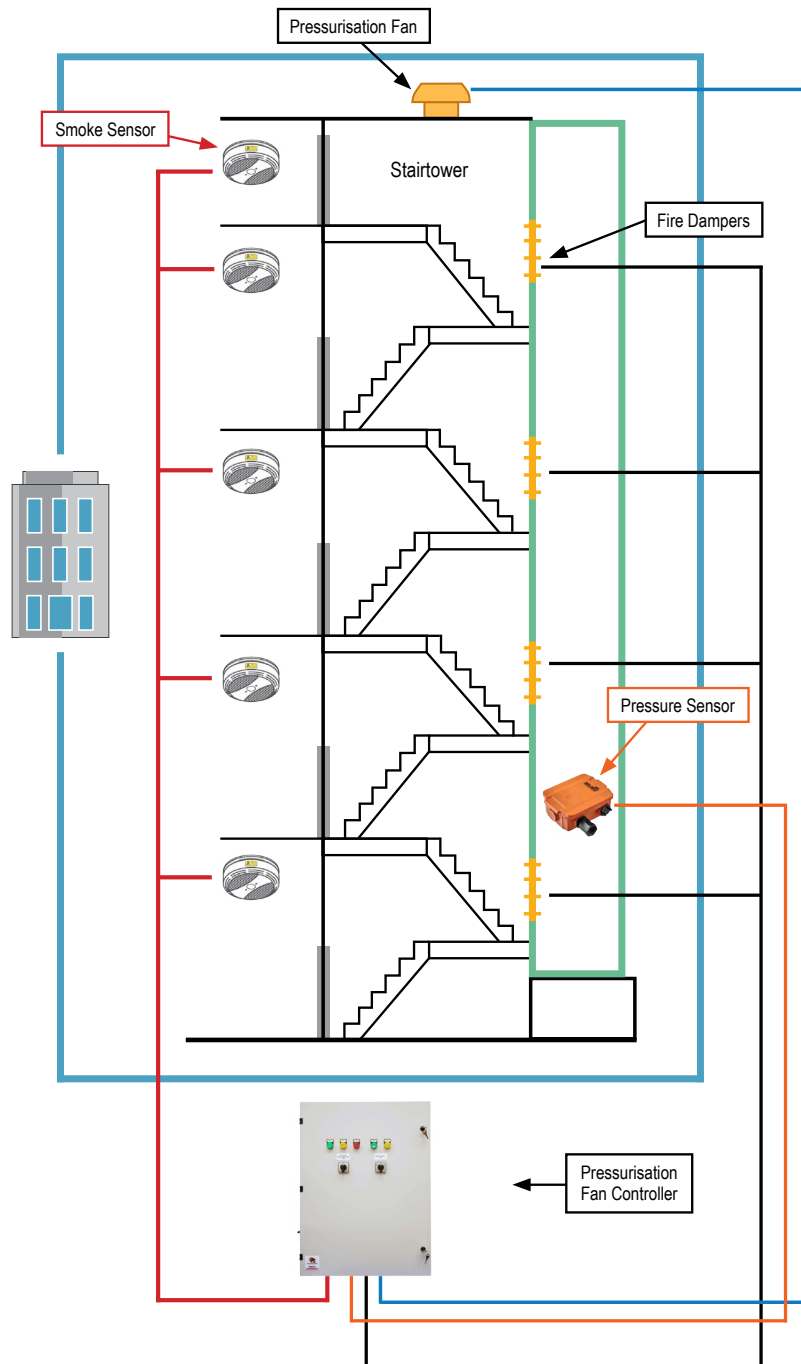 Pressurisation Fan
Smoke Sensor
Stairtower
Fire Dampers
Pressure Sensor
Pressurisation
Fan Controller